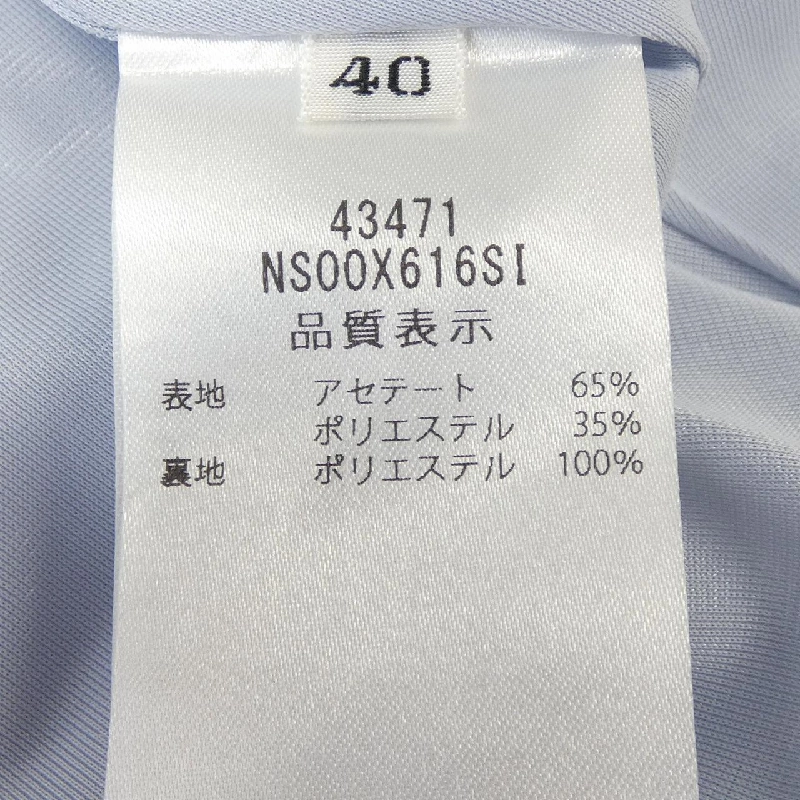 40
43471
NS00X616SI
品質表示
表地 アセテート 65%
ポリエステル 35%
裏地 ポリエステル 100%